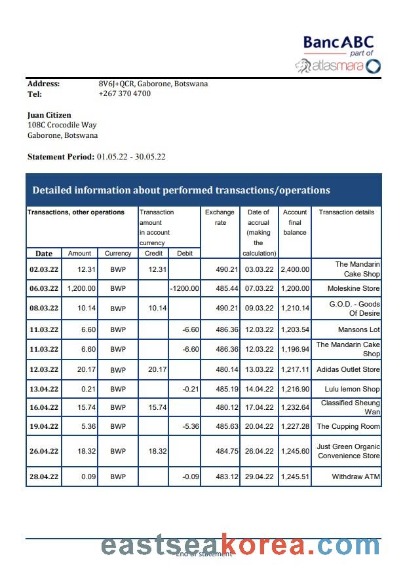 BancABC
part of
atlasmara
Address: 8V6J+QCR, Gaborone, Botswana
Tel: +267 370 4700
Juan Citizen
108C Crocodile Way
Gaborone, Botswana
Statement Period: 01.05.22 - 30.05.22
Detailed information about performed transactions/operations
Transactions, other operations Transaction amount in account currency Exchange rate Date of accrual (making the calculation) Account final balance Transaction details
Date Amount Currency Credit Debit
02.03.22 12.31 BWP 12.31 490.21 03.03.22 2,400.00 The Mandarin Cake Shop
06.03.22 1,200.00 BWP -1200.00 485.44 07.03.22 1,200.00 Moleskine Store
08.03.22 10.14 BWP 10.14 490.21 09.03.22 1,210.14 G.O.D. - Goods Of Desire
11.03.22 6.60 BWP -6.60 486.36 12.03.22 1,203.54 Mansons Lot
11.03.22 6.60 BWP -6.60 486.36 12.03.22 1,196.94 The Mandarin Cake Shop
12.03.22 20.17 BWP 20.17 480.14 13.03.22 1,217.11 Adidas Outlet Store
13.04.22 0.21 BWP -0.21 485.19 14.04.22 1,216.90 Lulu lemon Shop
16.04.22 15.74 BWP 15.74 480.12 17.04.22 1,232.64 Classified Sheung Wan
19.04.22 5.36 BWP -5.36 485.63 20.04.22 1,227.28 The Cupping Room
26.04.22 18.32 BWP 18.32 484.75 26.04.22 1,245.60 Just Green Organic Convenience Store
28.04.22 0.09 BWP -0.09 483.12 29.04.22 1,245.51 Withdraw ATM
eastseakorea.com
End of statement